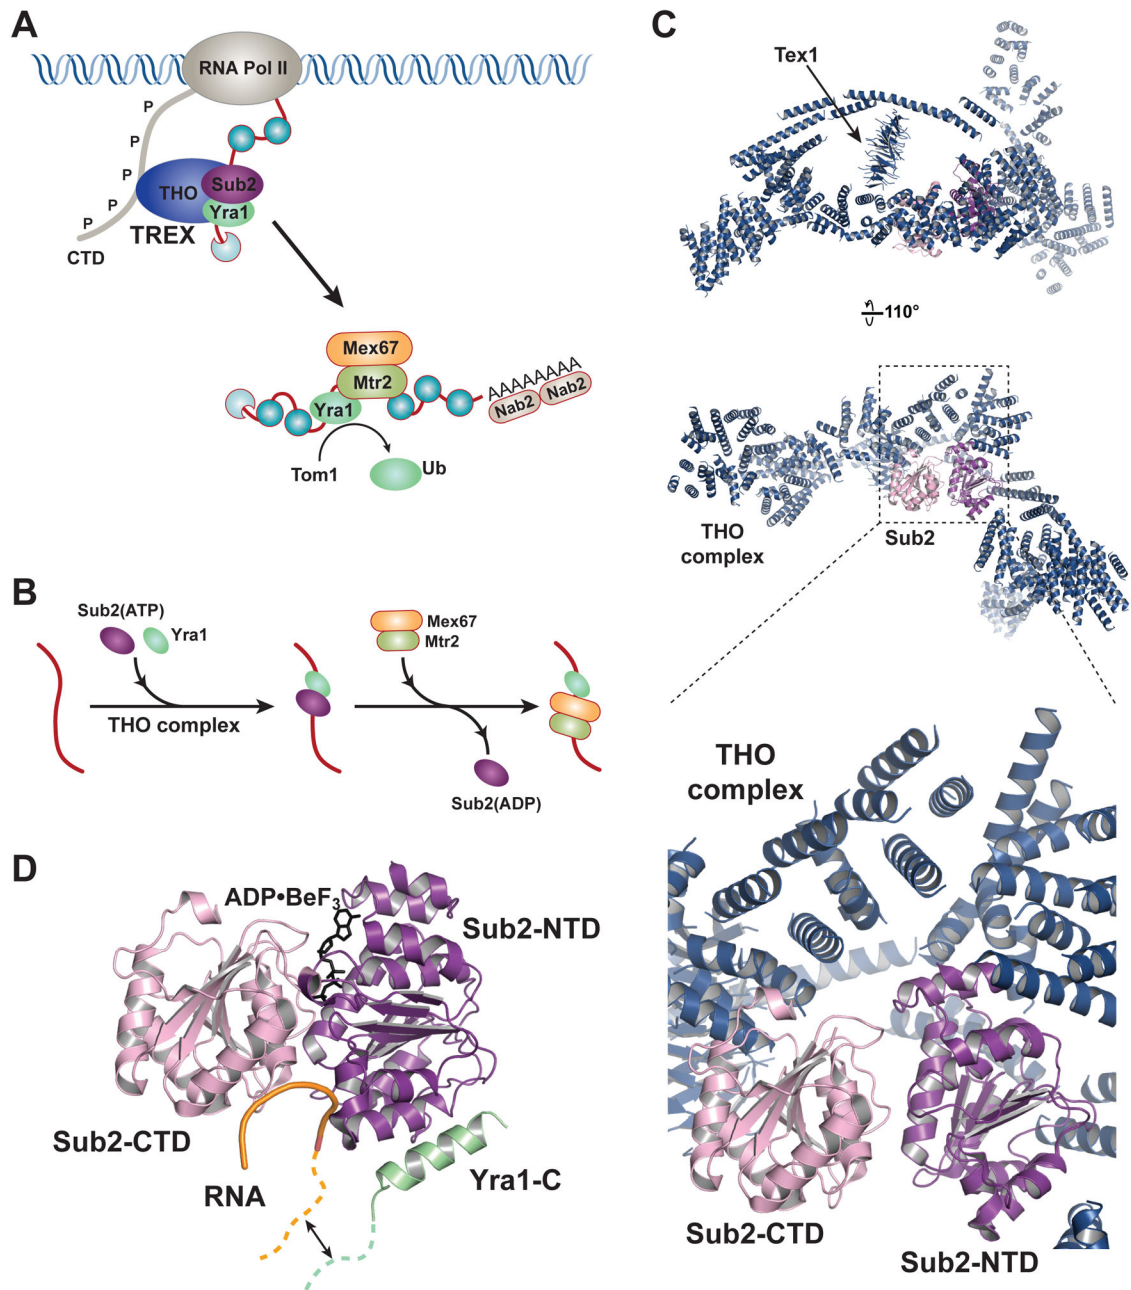 A
RNA Pol II
P
P
P
P
P
THO
Sub2
Yra1
TREX
CTD
Mex67
Mtr2
AAAAAAAA
Nab2
Nab2
Yra1
Tom1
Ub
B
Sub2(ATP)
Yra1
THO complex
Mex67
Mtr2
Sub2(ADP)
C
Tex1
110°
THO
complex
Sub2
THO
complex
Sub2-CTD
Sub2-NTD
D
ADP•BeF3
Sub2-NTD
Sub2-CTD
RNA
Yra1-C